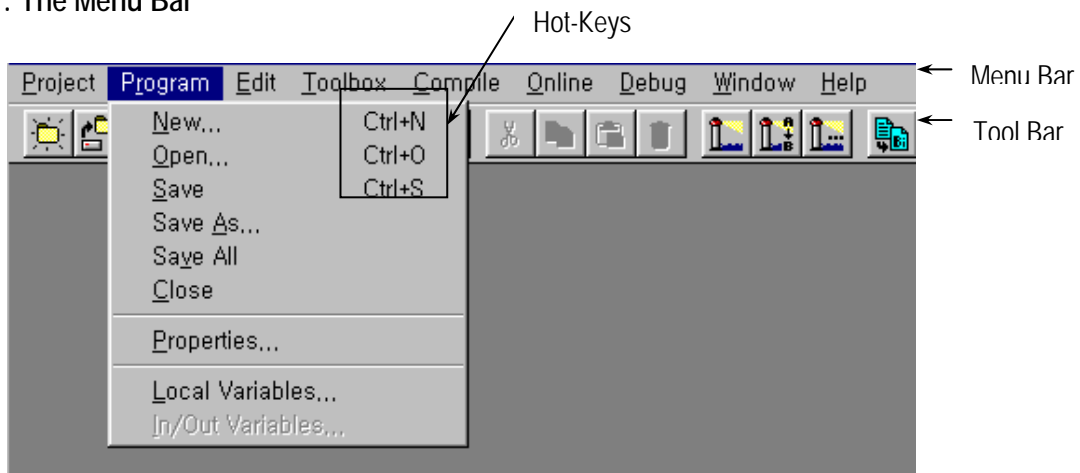 . The Menu Bar
Hot-Keys
Project Program Edit Toolbox Compile Online Debug Window Help
Menu Bar
Tool Bar
New... Ctrl+N
Open... Ctrl+O
Save Ctrl+S
Save As...
Save All
Close
Properties...
Local Variables...
In/Out Variables...